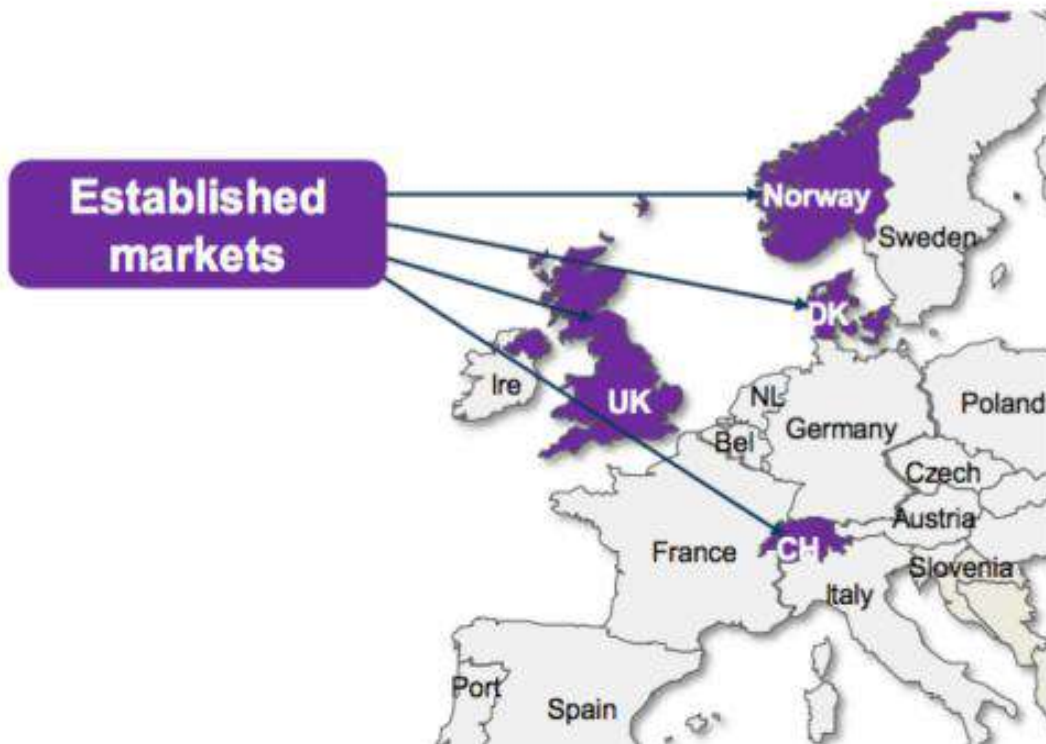 Established
markets
Norway
Sweden
DK
Ire
UK
NL
Bel
Germany
Poland
Czech
Austria
France
CH
Slovenia
Italy
Port
Spain